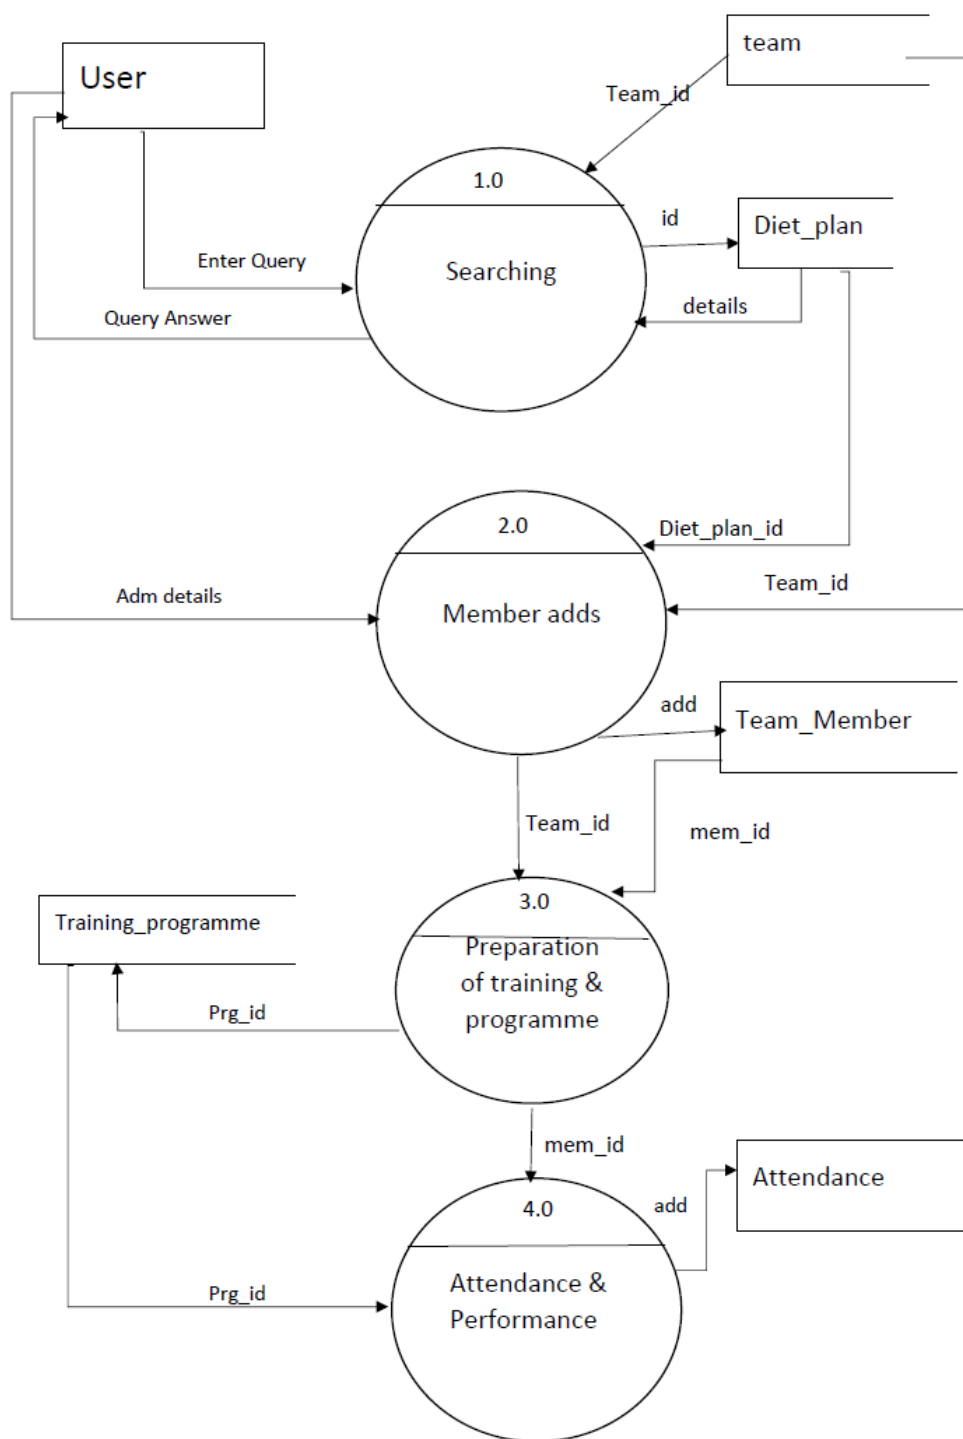 team
User
Team_id
1.0
id
Diet_plan
Enter Query
Searching
details
Query Answer
2.0
Diet_plan_id
Team_id
Adm details
Member adds
add
Team_Member
Team_id
mem_id
3.0
Training_programme
Preparation
of training &
programme
Prg_id
mem_id
Attendance
add
4.0
Attendance &
Performance
Prg_id